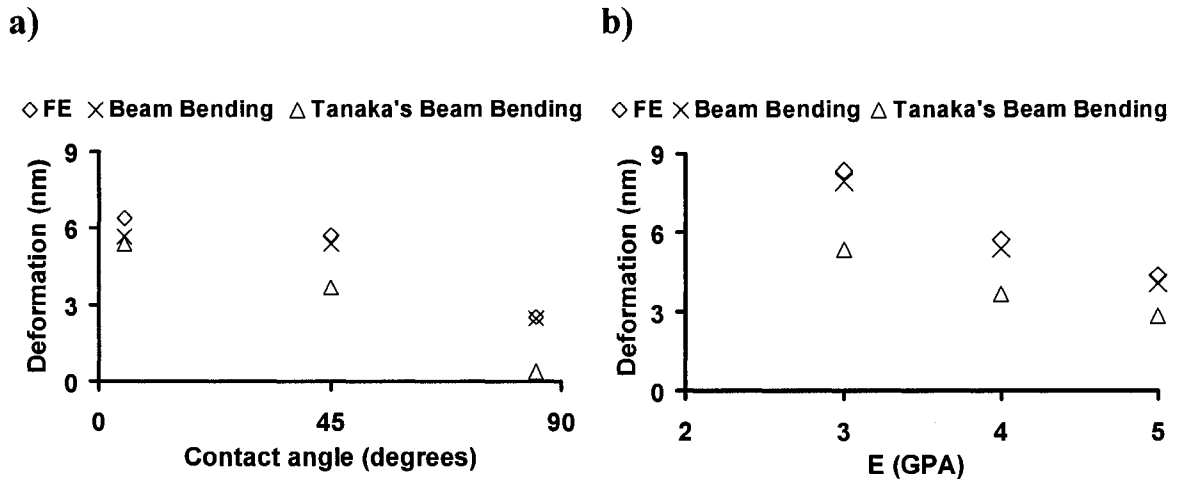 a)
◇ FE × Beam Bending △ Tanaka's Beam Bending
Deformation (nm)
9
6
3
0
0 45 90
Contact angle (degrees)
b)
◇ FE × Beam Bending △ Tanaka's Beam Bending
Deformation (nm)
9
6
3
0
2 3 4 5
E (GPA)